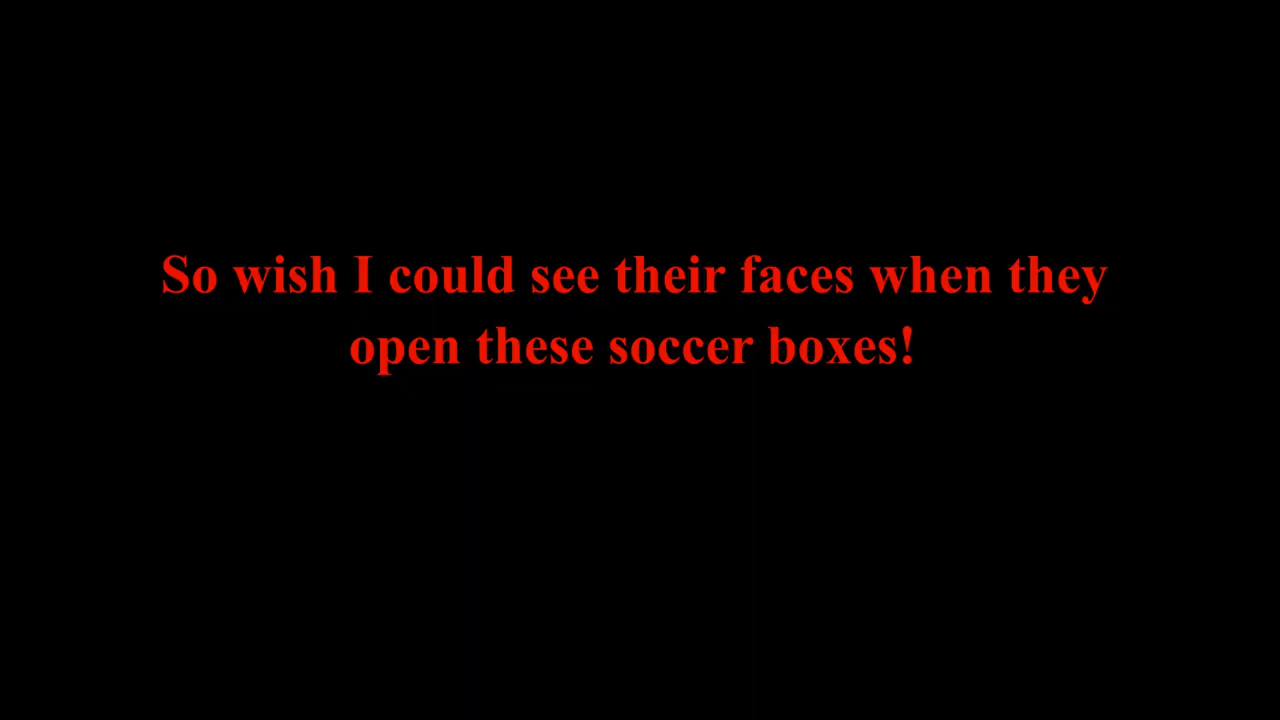 So wish I could see their faces when they
open these soccer boxes!